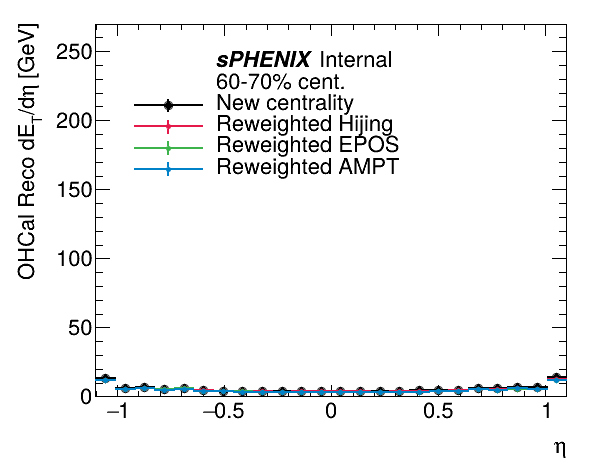 OHCal Reco dE_T/dη [GeV]
250
200
150
100
50
0
sPHENIX Internal
60-70% cent.
New centrality
Reweighted Hijing
Reweighted EPOS
Reweighted AMPT
−1 −0.5 0 0.5 1
η